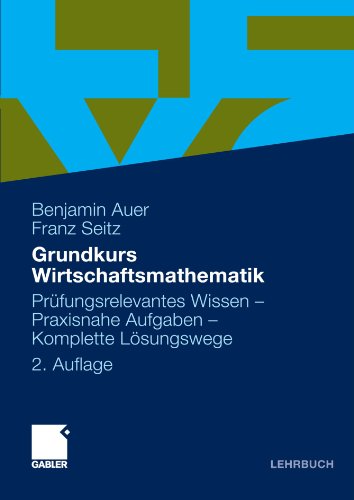 Benjamin Auer
Franz Seitz
Grundkurs
Wirtschaftsmathematik
Prüfungsrelevantes Wissen –
Praxisnahe Aufgaben –
Komplette Lösungswege
2. Auflage
GABLER
LEHRBUCH